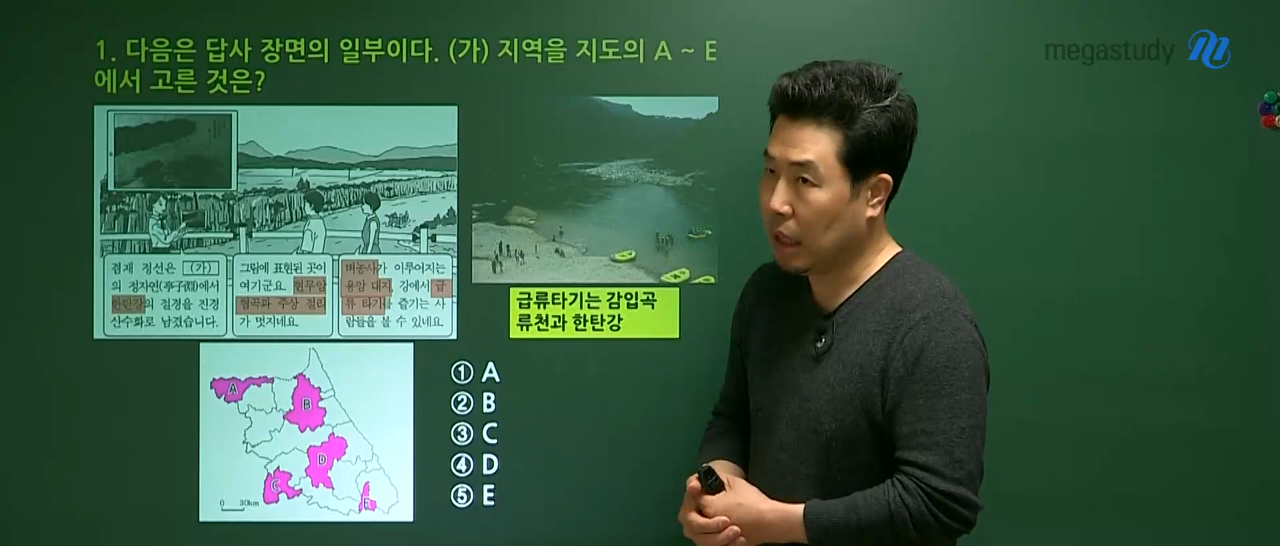 1. 다음은 답사 장면의 일부이다. (가) 지역을 지도의 A ~ E
에서 고른 것은?
megastudy
겸재 정선은 (가)
의 정자연(亭子淵)에서
한탄강의 절경을 진경
산수화로 남겼습니다.
그림에 표현된 곳이
여기군요. 현무암
협곡과 주상 절리
가 멋지네요.
벼농사가 이루어지는
용암 대지, 강에서 급
류 타기를 즐기는 사
람들을 볼 수 있네요.
급류타기는 감입곡
류천과 한탄강
A
B
D
C
E
0 30km
① A
② B
③ C
④ D
⑤ E